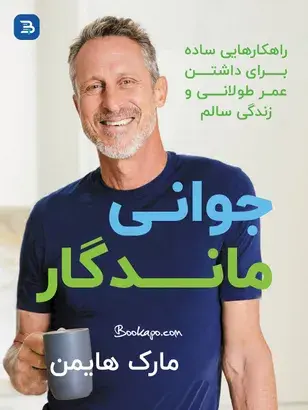 راهکارهایی ساده
برای داشتن
عمر طولانی و
زندگی سالم
جوانی
ماندگار
Bookapo.com
مارک هایمن